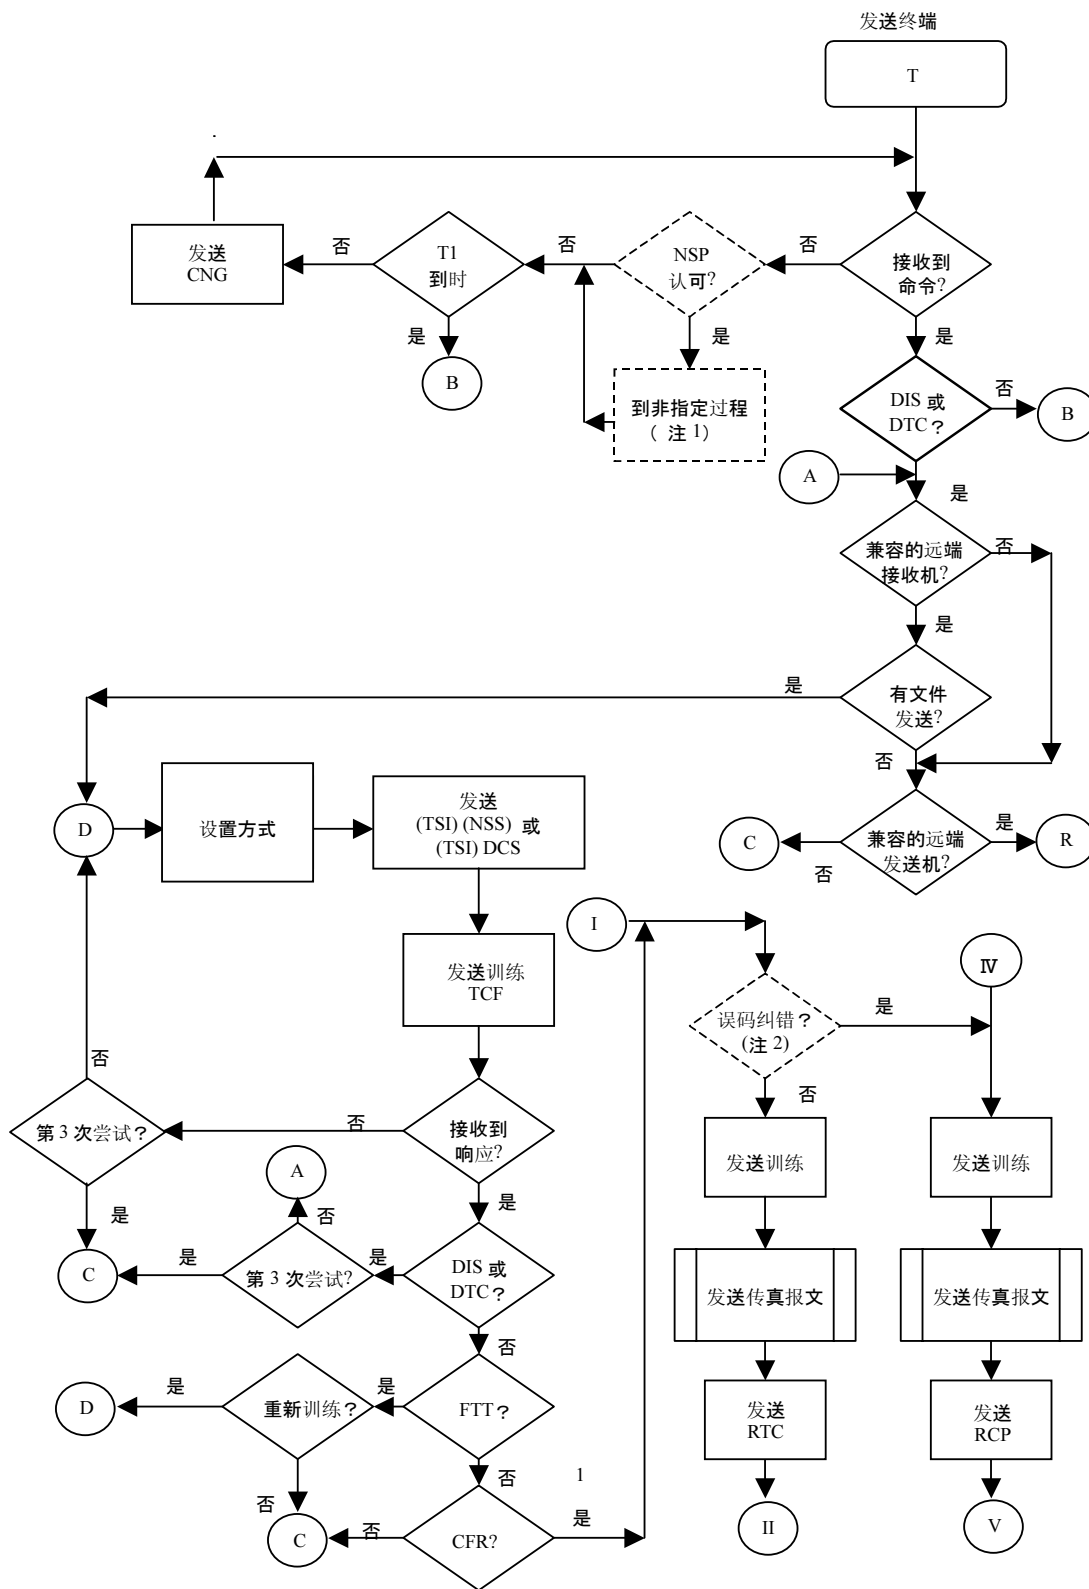 发送终端
T
否
T1
到时
否
NSP
认可?
否
接收到
命令?
发送
CNG
是
是
是
B
到非指定过程
( 注 1)
DIS 或
DTC?
否
B
A
是
兼容的远端
接收机?
否
是
是
有文件
发送?
否
D
设置方式
发送
(TSI) (NSS) 或
(TSI) DCS
C
否
兼容的远端
发送机?
是
R
I
发送训练
TCF
误码纠错?
(注 2)
是
Ⅳ
否
第 3 次尝试?
否
接收到
响应?
否
发送训练
发送训练
A
是
是
否
C
是
第 3 次尝试?
是
DIS 或
DTC?
发送传真报文
发送传真报文
否
D
是
重新训练?
是
FTT?
发送
RTC
发送
RCP
否
否
1
C
否
CFR?
是
II
V